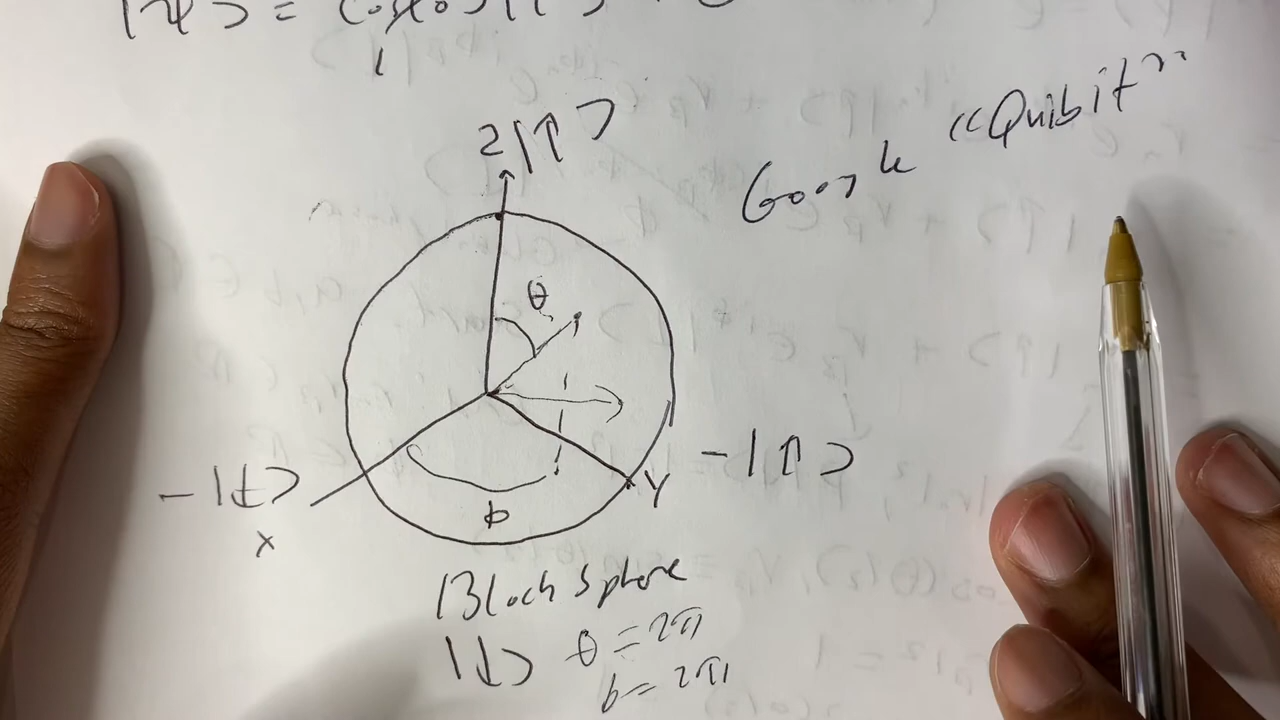 Z |↑⟩
Google "Quibit"
θ
- |↓⟩
x
ϕ
Y
- |↑⟩
Bloch sphere
|↓⟩ θ = 2π
ϕ = 2π